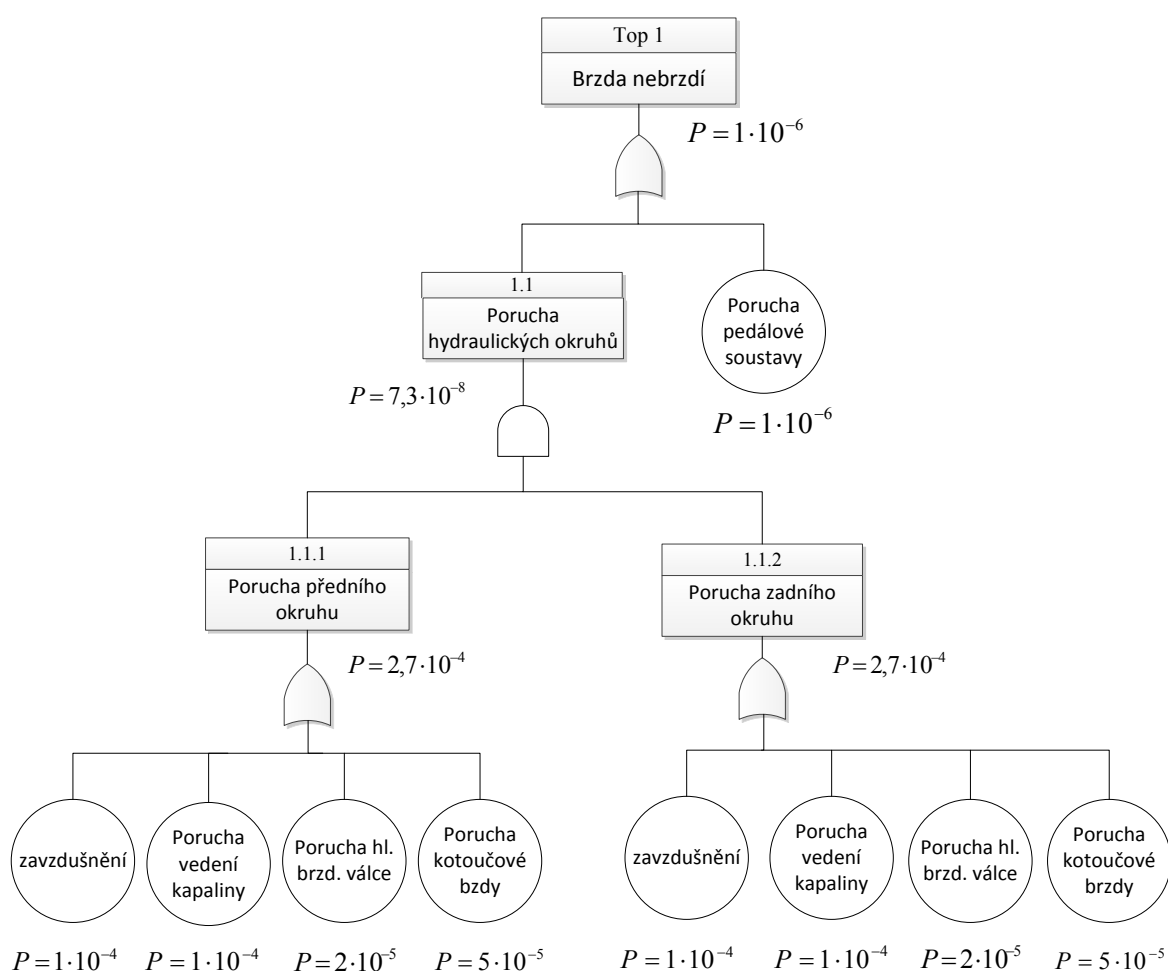 Top 1
Brzda nebrzdí
P = 1·10⁻⁶
1.1
Porucha
hydraulických okruhů
P = 7,3·10⁻⁸
Porucha
pedálové
soustavy
P = 1·10⁻⁶
1.1.1
Porucha předního
okruhu
P = 2,7·10⁻⁴
1.1.2
Porucha zadního
okruhu
P = 2,7·10⁻⁴
zavzdušnění
Porucha
vedení
kapaliny
Porucha hl.
brzd. válce
Porucha
kotoučové
bzdy
zavzdušnění
Porucha
vedení
kapaliny
Porucha hl.
brzd. válce
Porucha
kotoučové
brzdy
P = 1·10⁻⁴ P = 1·10⁻⁴ P = 2·10⁻⁵ P = 5·10⁻⁵ P = 1·10⁻⁴ P = 1·10⁻⁴ P = 2·10⁻⁵ P = 5·10⁻⁵